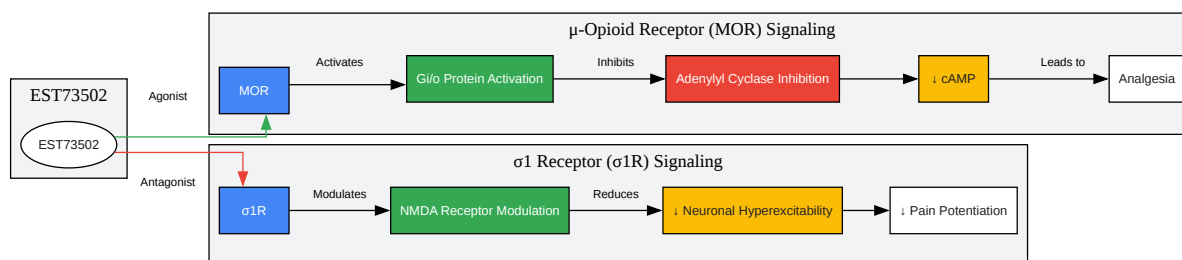 μ-Opioid Receptor (MOR) Signaling
Activates
Inhibits
Leads to
MOR
Gi/o Protein Activation
Adenylyl Cyclase Inhibition
↓ cAMP
Analgesia
EST73502
EST73502
Agonist
Antagonist
σ1 Receptor (σ1R) Signaling
Modulates
Reduces
σ1R
NMDA Receptor Modulation
↓ Neuronal Hyperexcitability
↓ Pain Potentiation